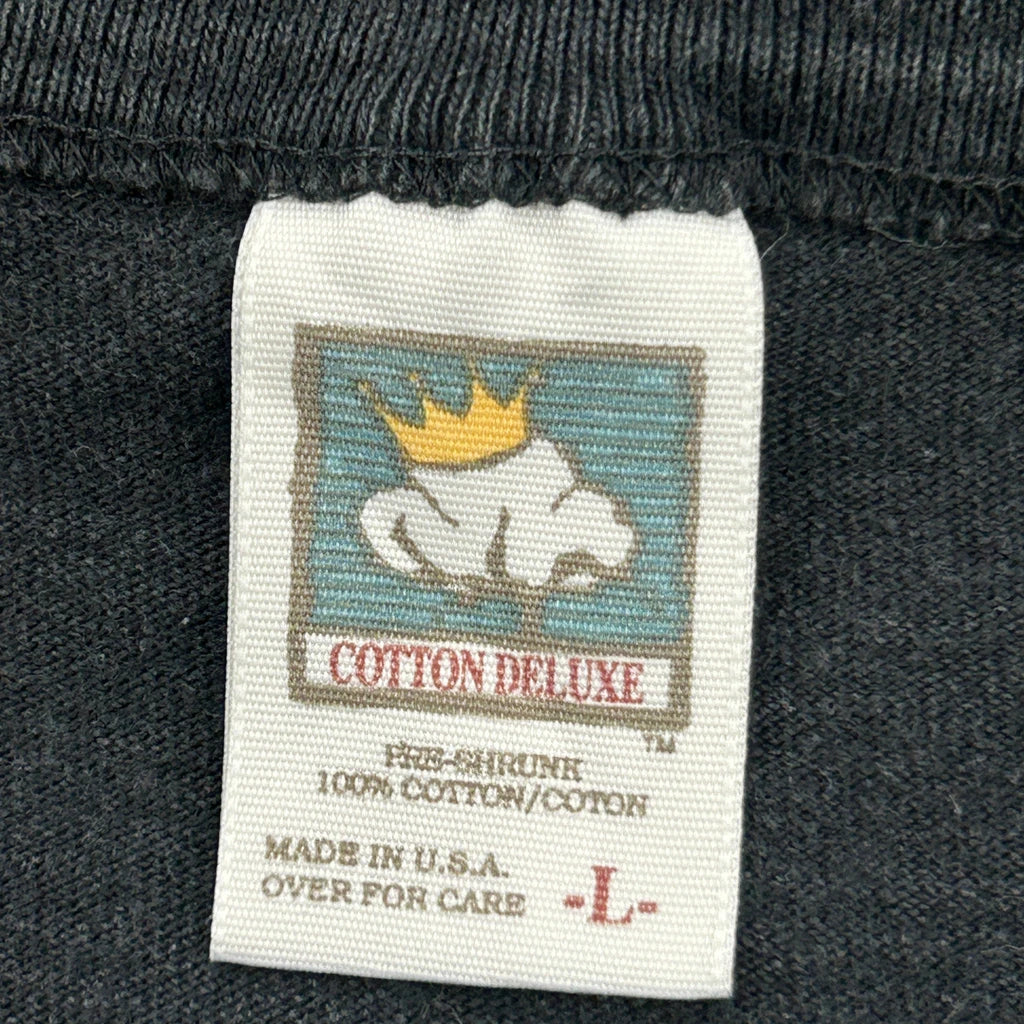 COTTON DELUXE
TM
PRE-SHRUNK
100% COTTON/COTON
MADE IN U.S.A.
OVER FOR CARE
-L-